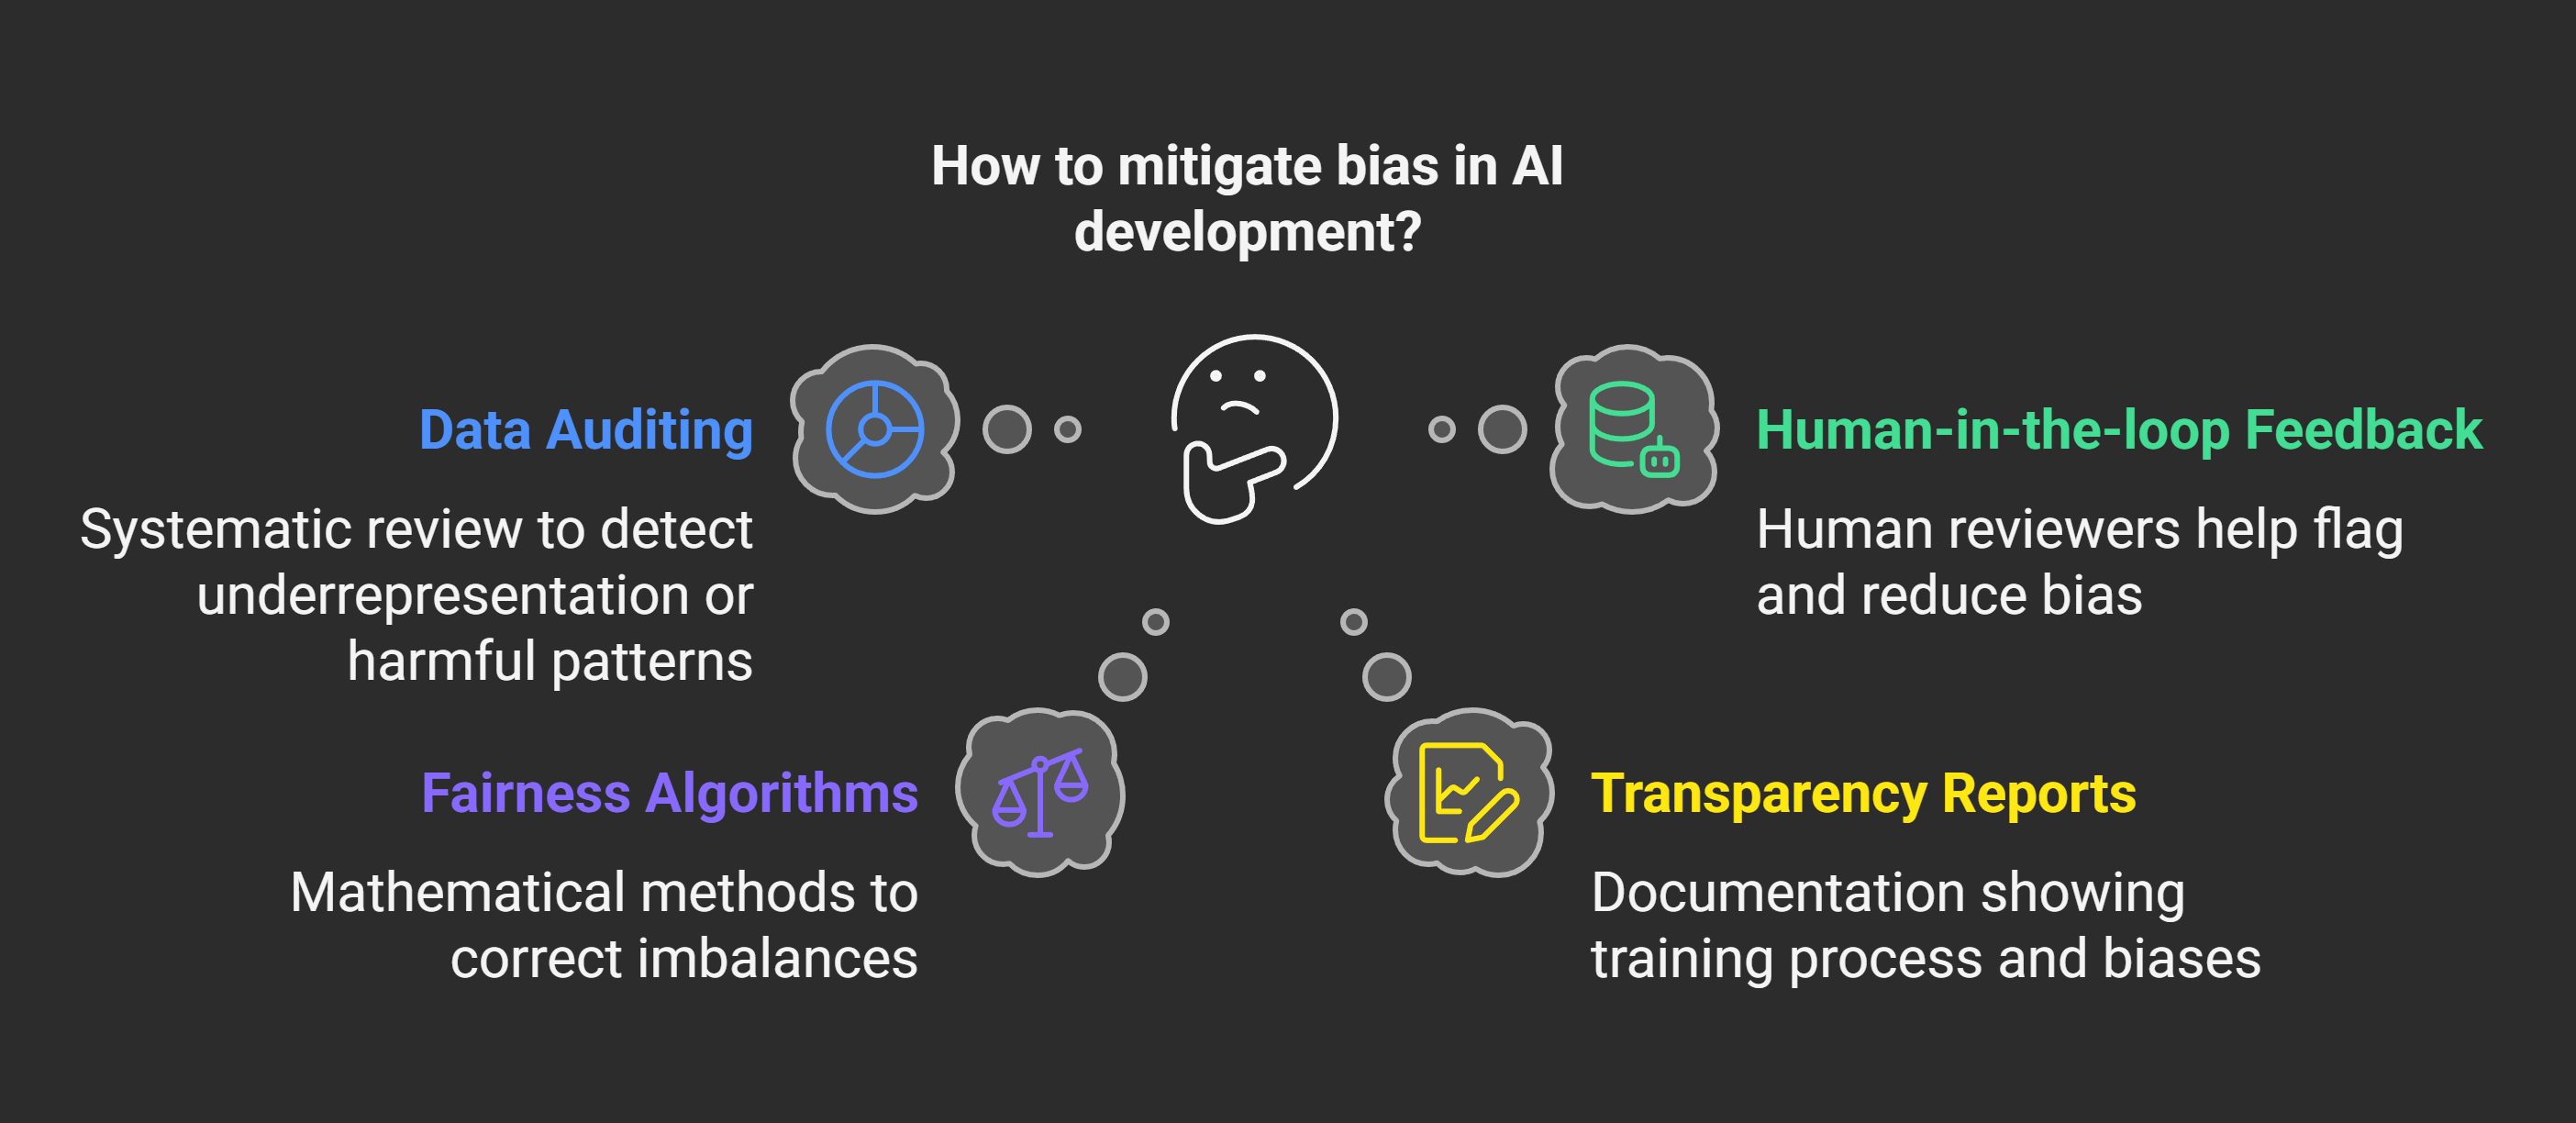 How to mitigate bias in AI
development?
Data Auditing
Systematic review to detect
underrepresentation or
harmful patterns
Human-in-the-loop Feedback
Human reviewers help flag
and reduce bias
Fairness Algorithms
Mathematical methods to
correct imbalances
Transparency Reports
Documentation showing
training process and biases